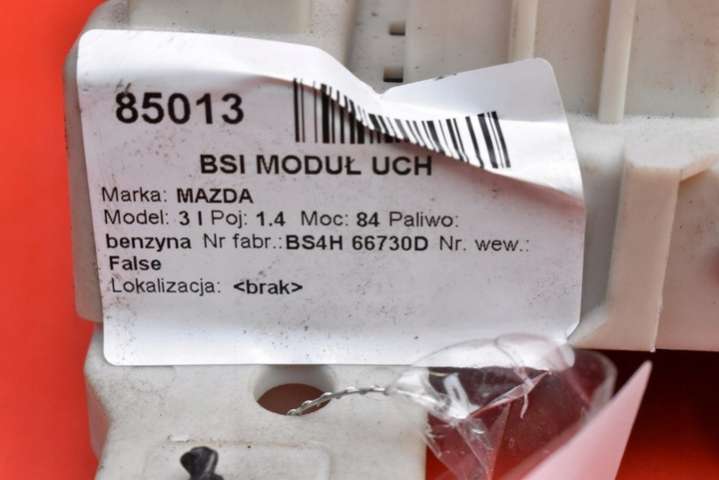 85013
BSI MODUŁ UCH
Marka: MAZDA
Model: 3 I Poj: 1.4 Moc: 84 Paliwo:
benzyna Nr fabr.:BS4H 66730D Nr. wew.:
False
Lokalizacja: <brak>